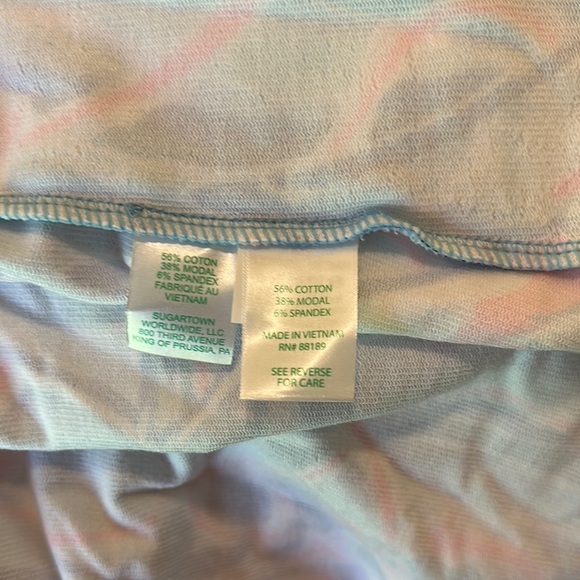 56% COTTON
38% MODAL
6% SPANDEX
FABRIQUÉ AU
VIETNAM
SUGARTOWN
WORLDWIDE, LLC.
800 THIRD AVENUE
KING OF PRUSSIA, PA
56% COTTON
38% MODAL
6% SPANDEX
MADE IN VIETNAM
RN# 88189
SEE REVERSE
FOR CARE